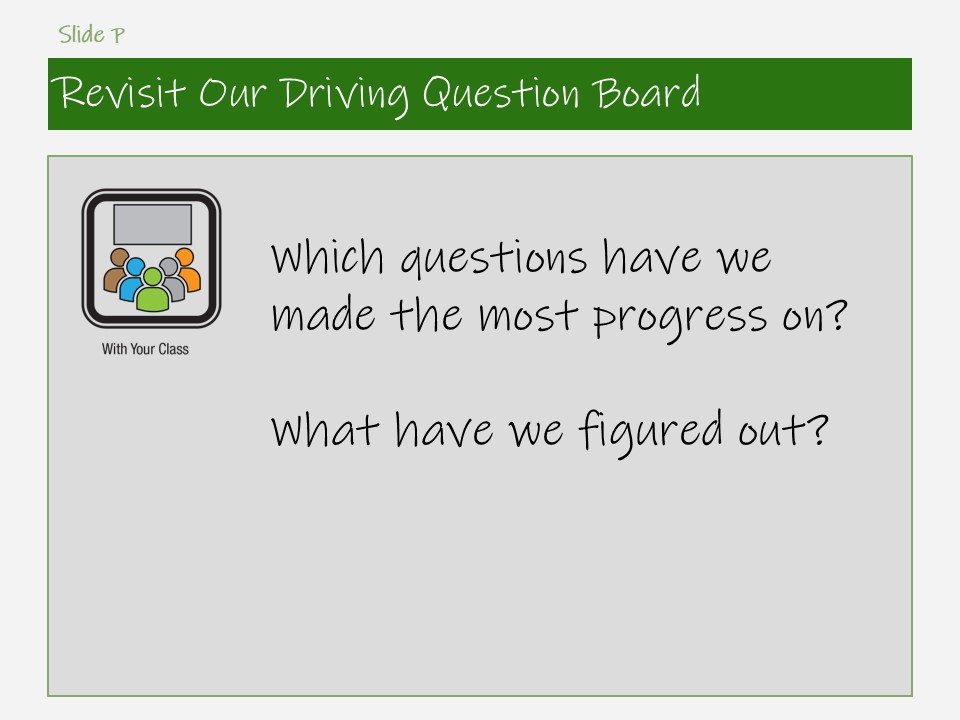 Slide P
Revisit Our Driving Question Board
With Your Class
Which questions have we
made the most progress on?
What have we figured out?